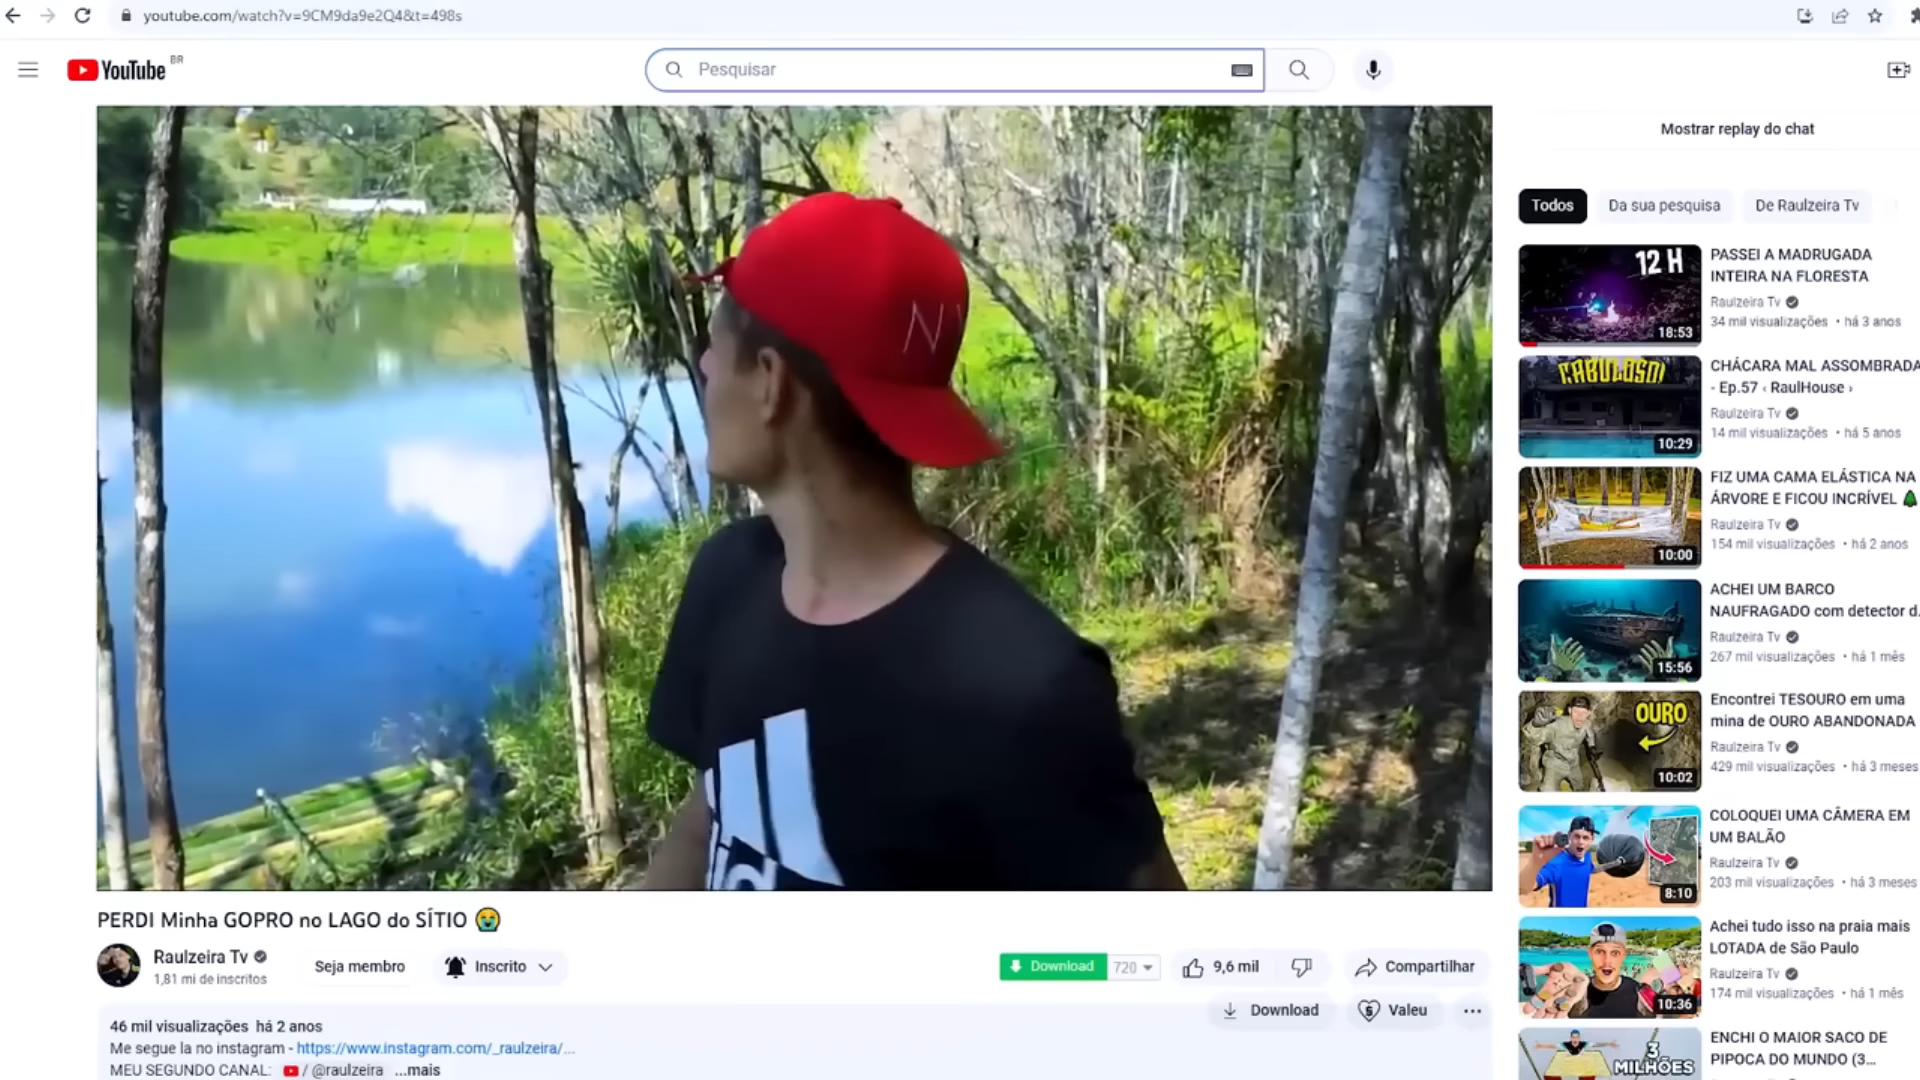 youtube.com/watch?v=9CM9da9e2Q4&t=498s
YouTube BR
Pesquisar
N
Mostrar replay do chat
Todos
Da sua pesquisa
De Raulzeira Tv
12 H
18:53
PASSEI A MADRUGADA
INTEIRA NA FLORESTA
Raulzeira Tv
34 mil visualizações • há 3 anos
FABULOSO!
10:29
CHÁCARA MAL ASSOMBRADA
- Ep.57 ‹ RaulHouse ›
Raulzeira Tv
14 mil visualizações • há 5 anos
10:00
FIZ UMA CAMA ELÁSTICA NA
ÁRVORE E FICOU INCRÍVEL 🌲
Raulzeira Tv
154 mil visualizações • há 2 anos
15:56
ACHEI UM BARCO
NAUFRAGADO com detector d.
Raulzeira Tv
267 mil visualizações • há 1 mês
OURO
10:02
Encontrei TESOURO em uma
mina de OURO ABANDONADA
Raulzeira Tv
429 mil visualizações • há 3 meses
8:10
COLOQUEI UMA CÂMERA EM
UM BALÃO
Raulzeira Tv
203 mil visualizações • há 3 meses
10:36
Achei tudo isso na praia mais
LOTADA de São Paulo
Raulzeira Tv
174 mil visualizações • há 1 mês
3
MILHÕES
ENCHI O MAIOR SACO DE
PIPOCA DO MUNDO (3...
PERDI Minha GOPRO no LAGO do SÍTIO 😭
Raulzeira Tv
1,81 mi de inscritos
Seja membro
Inscrito
Download 720
9,6 mil
Compartilhar
Download
Valeu
46 mil visualizações há 2 anos
Me segue la no instagram - https://www.instagram.com/_raulzeira/...
MEU SEGUNDO CANAL: / @raulzeira ...mais